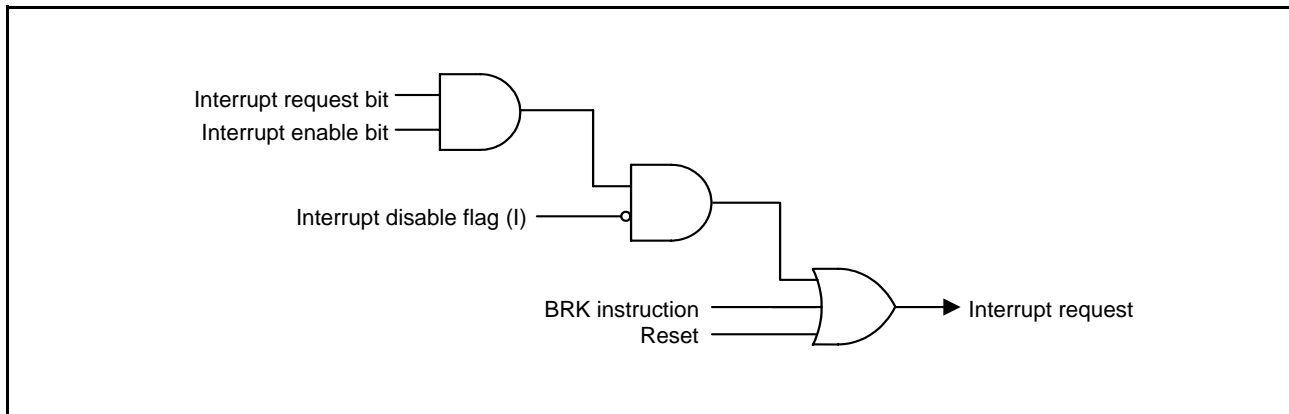 Interrupt request bit
Interrupt enable bit
Interrupt disable flag (I)
BRK instruction
Reset
Interrupt request